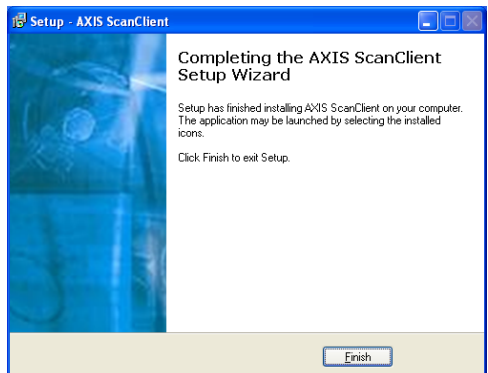 Setup - AXIS ScanClient
Completing the AXIS ScanClient
Setup Wizard
Setup has finished installing AXIS ScanClient on your computer.
The application may be launched by selecting the installed
icons.
Click Finish to exit Setup.
Finish